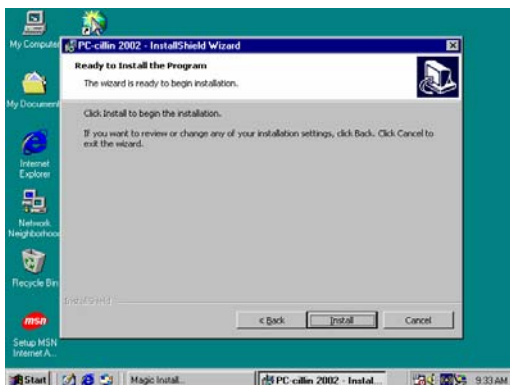 My Computer
PC-cillin 2002 - InstallShield Wizard
Ready to Install the Program
The wizard is ready to begin installation.
My Document
Click Install to begin the installation.
If you want to review or change any of your installation settings, click Back. Click Cancel to
exit the wizard.
Internet
Explorer
Network
Neighborhoo
Recycle Bin
InstallShield
< Back
Install
Cancel
msn
Setup MSN
Internet A...
Start
Magic Install...
PC-cillin 2002 - Instal...
9:33 AM